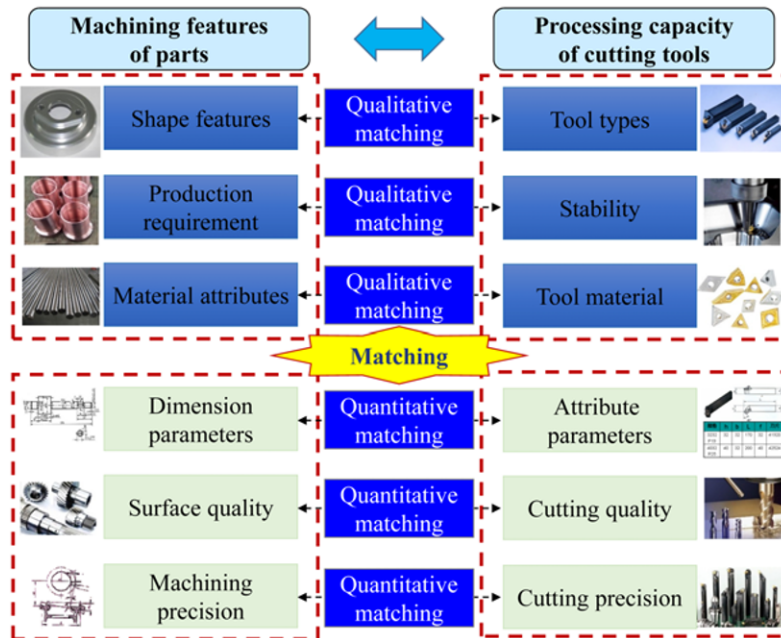 Machining features
of parts
Processing capacity
of cutting tools
Shape features
Qualitative
matching
Tool types
Production
requirement
Qualitative
matching
Stability
Material attributes
Qualitative
matching
Tool material
Matching
Dimension
parameters
Quantitative
matching
Attribute
parameters
Surface quality
Quantitative
matching
Cutting quality
Machining
precision
Quantitative
matching
Cutting precision